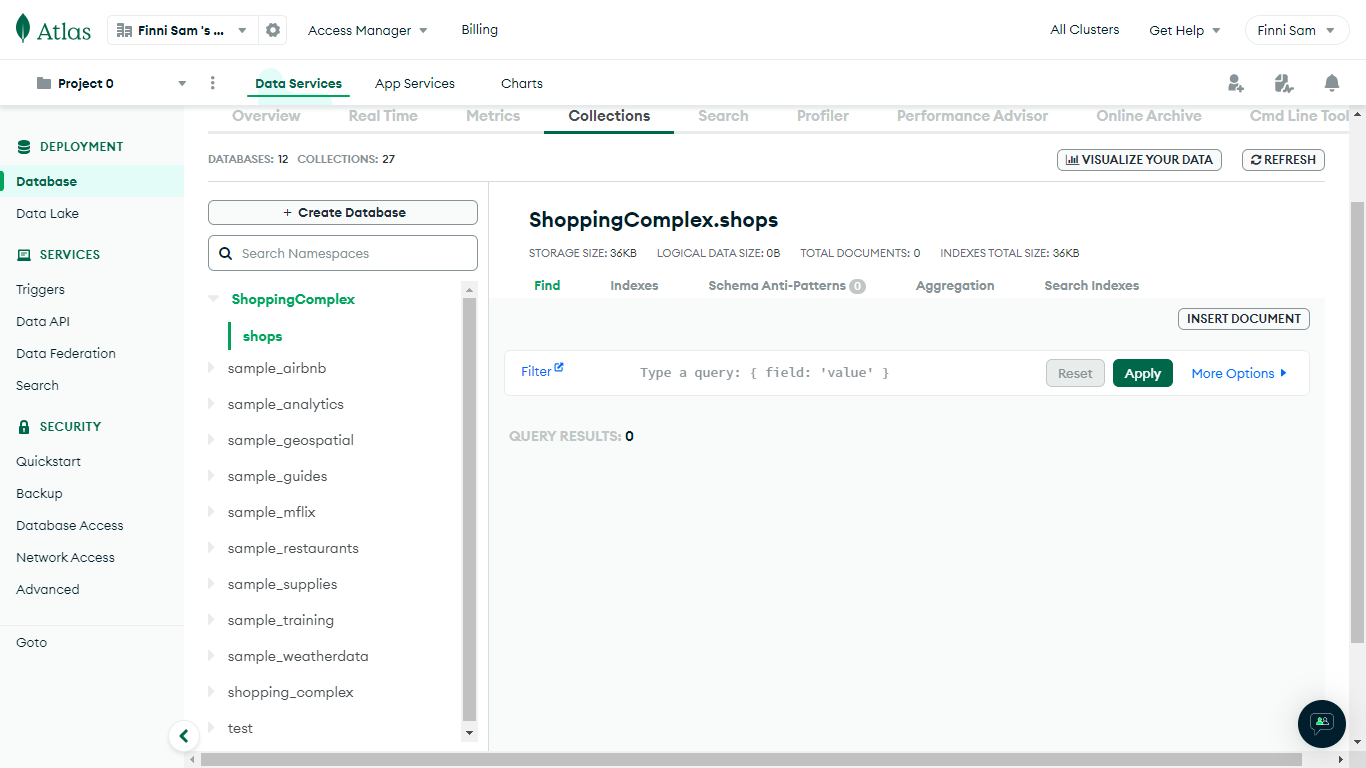 Atlas
Finni Sam 's ...
Access Manager
Billing
All Clusters
Get Help
Finni Sam
Project 0
Data Services
App Services
Charts
Overview
Real Time
Metrics
Collections
Search
Profiler
Performance Advisor
Online Archive
Cmd Line Tool
DEPLOYMENT
Database
Data Lake
SERVICES
Triggers
Data API
Data Federation
Search
SECURITY
Quickstart
Backup
Database Access
Network Access
Advanced
Goto
DATABASES: 12 COLLECTIONS: 27
VISUALIZE YOUR DATA
REFRESH
+ Create Database
Search Namespaces
ShoppingComplex
shops
sample_airbnb
sample_analytics
sample_geospatial
sample_guides
sample_mflix
sample_restaurants
sample_supplies
sample_training
sample_weatherdata
shopping_complex
test
ShoppingComplex.shops
STORAGE SIZE: 36KB LOGICAL DATA SIZE: 0B TOTAL DOCUMENTS: 0 INDEXES TOTAL SIZE: 36KB
Find
Indexes
Schema Anti-Patterns 0
Aggregation
Search Indexes
INSERT DOCUMENT
Filter
Type a query: { field: 'value' }
Reset
Apply
More Options
QUERY RESULTS: 0